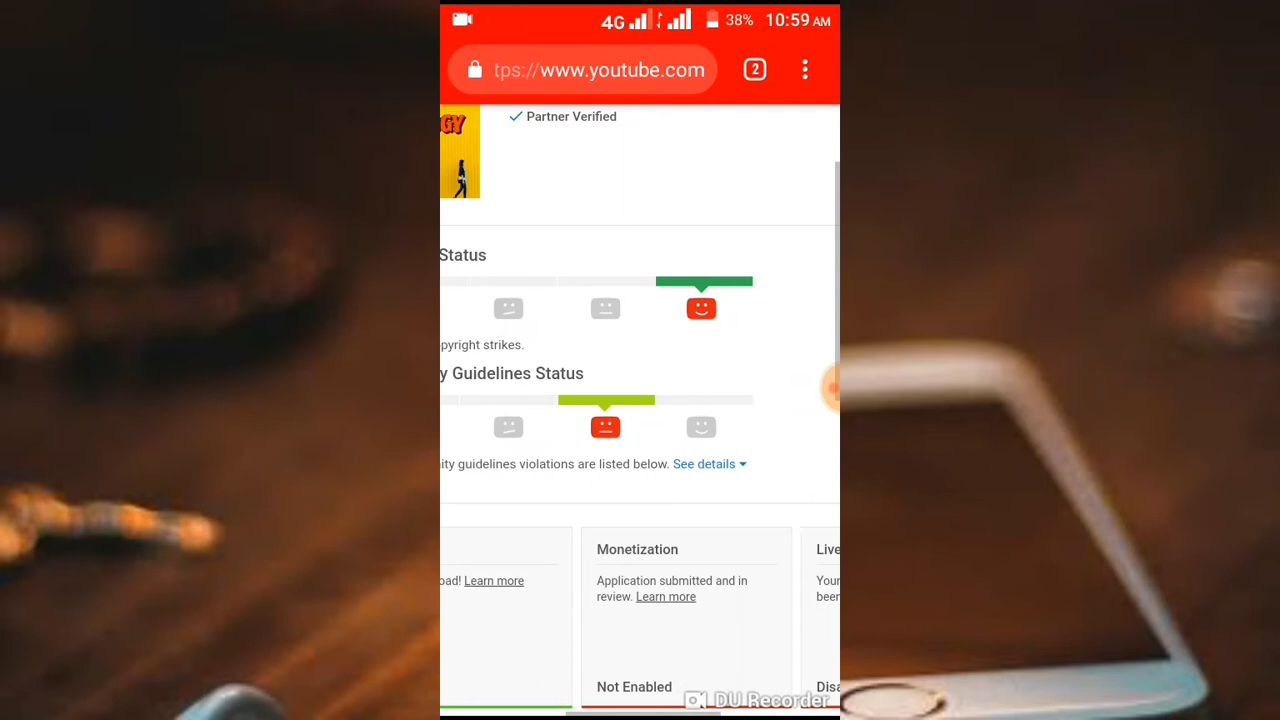 4G 38% 10:59 AM
tps://www.youtube.com 2
GY
Partner Verified
Status
pyright strikes.
y Guidelines Status
ity guidelines violations are listed below. See details
Monetization
Live
oad! Learn more
Application submitted and in
review. Learn more
Your
been
Not Enabled
Disa
DU Recorder